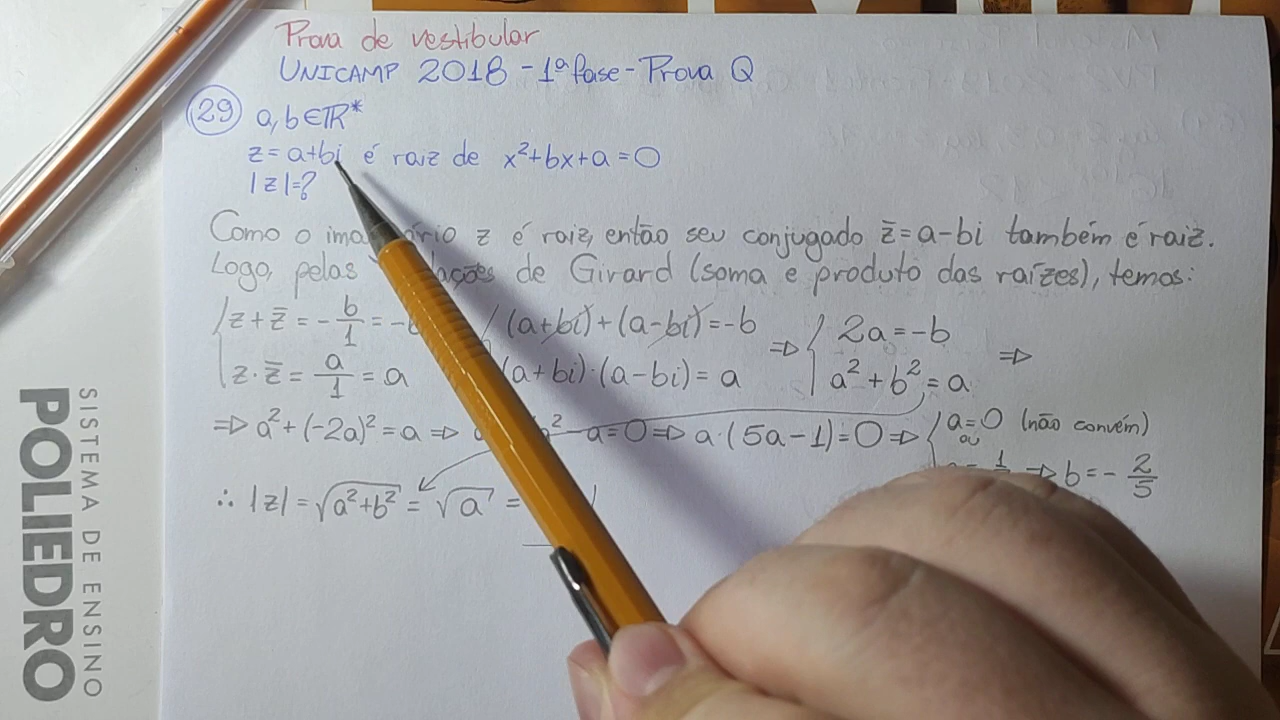 Prova de vestibular
UNICAMP 2018 - 1ª fase - Prova Q
29 a, b ∈ ℝ*
z = a+bi é raiz de x²+bx+a = 0
|z|=?
Como o z é raiz, então seu conjugado z̄ = a-bi também é raiz.
Logo, pelas de Girard (soma e produto das raízes), temos:
z + z̄ = - b/1 = - (a+bi)+(a-bi) = -b ⇒ { 2a = -b ⇒
z · z̄ = a/1 = a (a+bi)·(a-bi) = a a² + b² = a
⇒ a² + (-2a)² = a ⇒ a = 0 ⇒ a·(5a-1) = 0 ⇒ { a = 0 (não convém)
ou
⇒ b = - 2/5
∴ |z| = √a²+b² = √a =
SISTEMA DE ENSINO
POLIEDRO